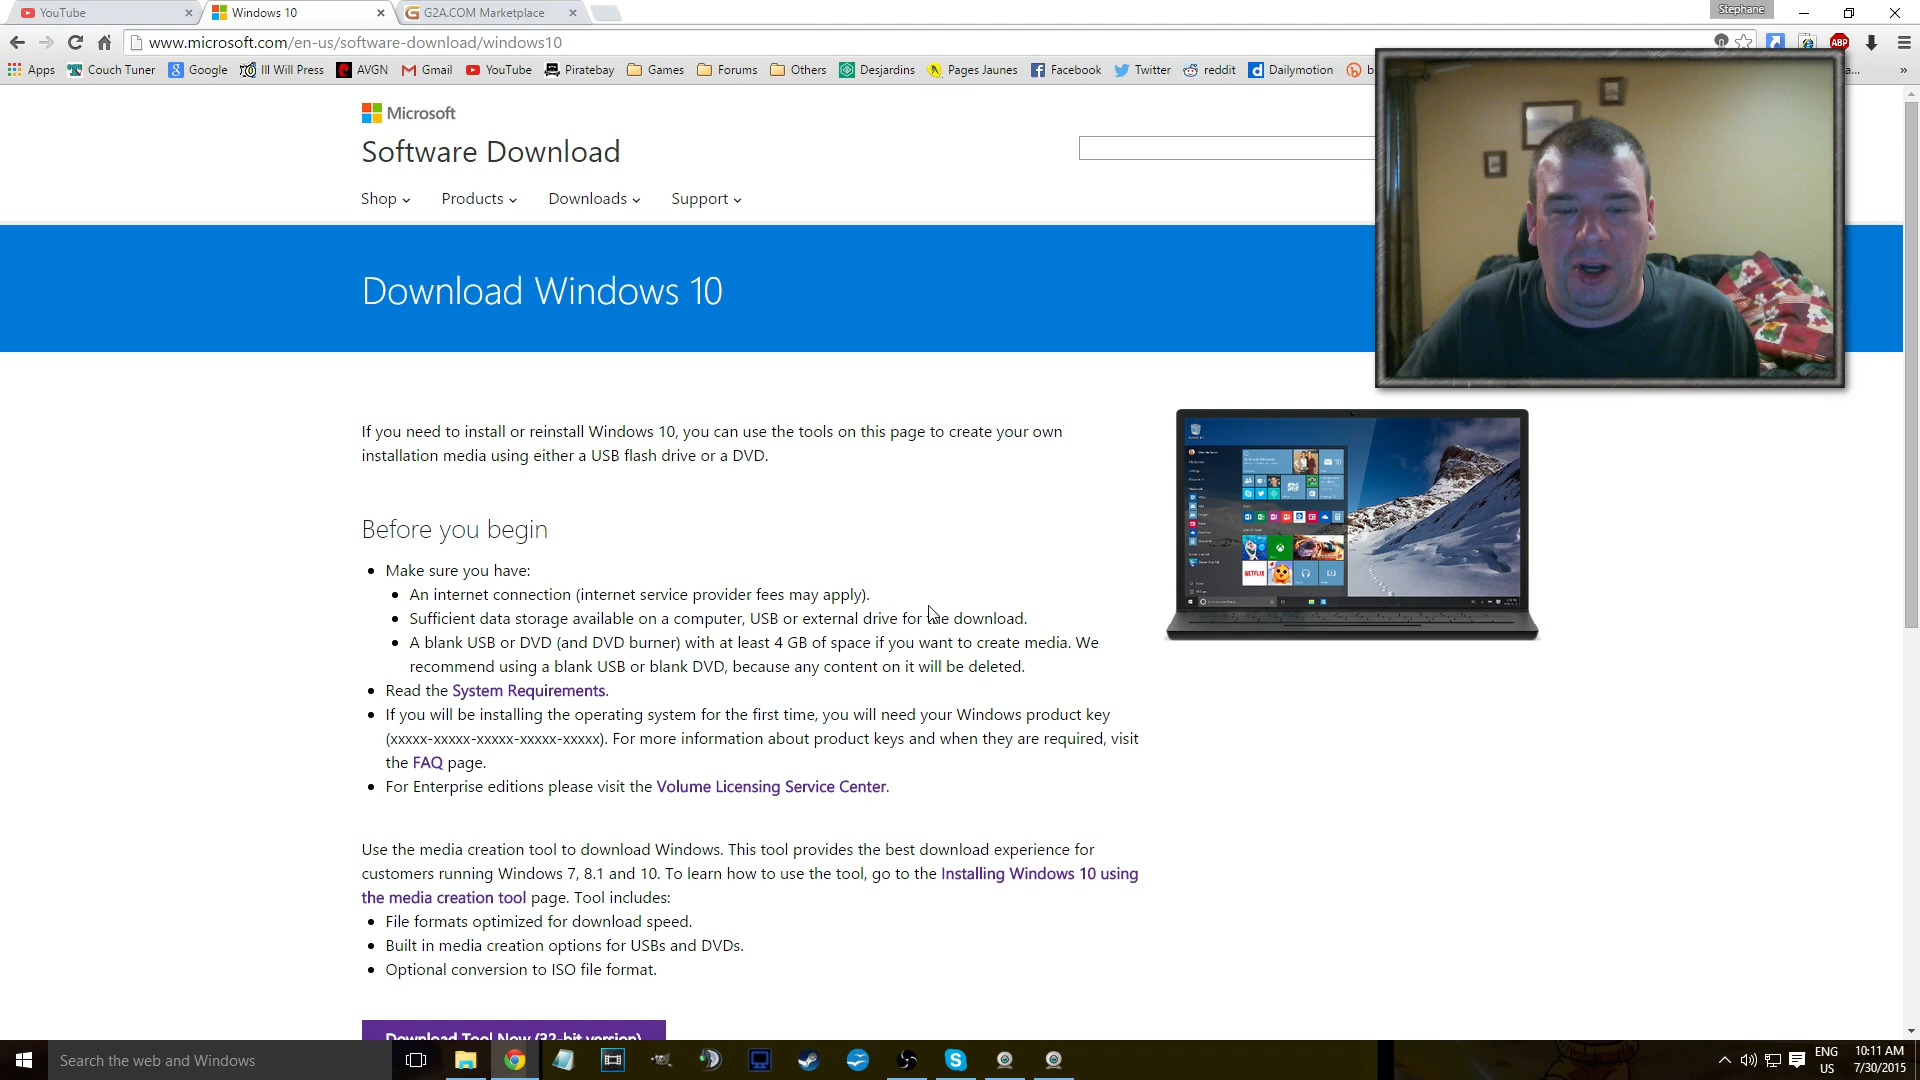 YouTube
Windows 10
G2A.COM Marketplace
Stephane
www.microsoft.com/en-us/software-download/windows10
ABP
Apps
Couch Tuner
Google
Ill Will Press
AVGN
Gmail
YouTube
Piratebay
Games
Forums
Others
Desjardins
Pages Jaunes
Facebook
Twitter
reddit
Dailymotion
Microsoft
Software Download
Shop
Products
Downloads
Support
Download Windows 10
If you need to install or reinstall Windows 10, you can use the tools on this page to create your own
installation media using either a USB flash drive or a DVD.
Before you begin
Make sure you have:
An internet connection (internet service provider fees may apply).
Sufficient data storage available on a computer, USB or external drive for the download.
A blank USB or DVD (and DVD burner) with at least 4 GB of space if you want to create media. We
recommend using a blank USB or blank DVD, because any content on it will be deleted.
Read the System Requirements.
If you will be installing the operating system for the first time, you will need your Windows product key
(xxxxx-xxxxx-xxxxx-xxxxx-xxxxx). For more information about product keys and when they are required, visit
the FAQ page.
For Enterprise editions please visit the Volume Licensing Service Center.
Use the media creation tool to download Windows. This tool provides the best download experience for
customers running Windows 7, 8.1 and 10. To learn how to use the tool, go to the Installing Windows 10 using
the media creation tool page. Tool includes:
File formats optimized for download speed.
Built in media creation options for USBs and DVDs.
Optional conversion to ISO file format.
Download Tool Now (32-bit version)
NETFLIX
Search the web and Windows
ENG
US
10:11 AM
7/30/2015